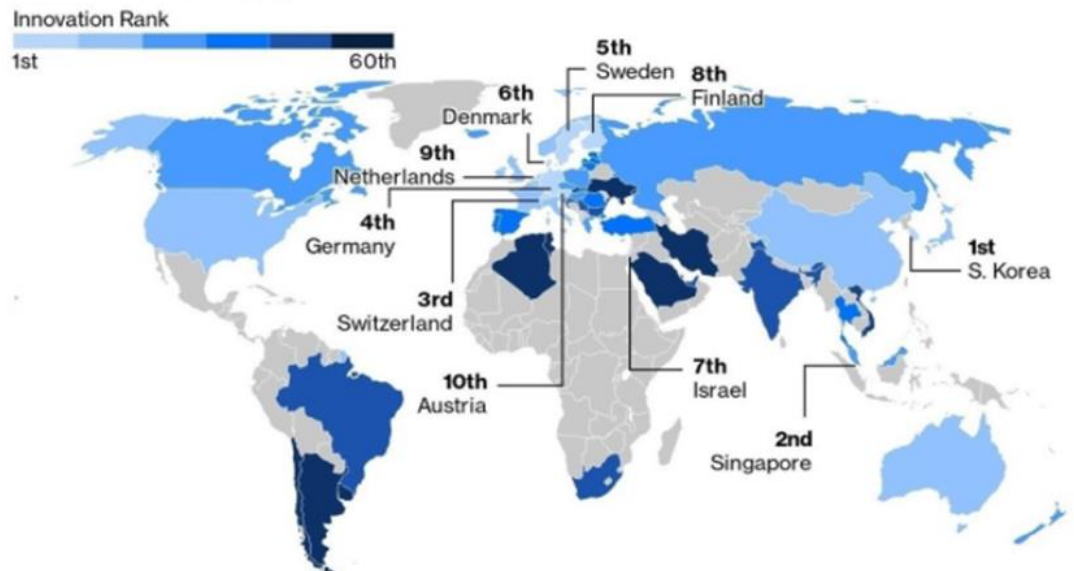 Innovation Rank
1st 60th
5th
Sweden
8th
Finland
6th
Denmark
9th
Netherlands
4th
Germany
3rd
Switzerland
10th
Austria
7th
Israel
2nd
Singapore
1st
S. Korea